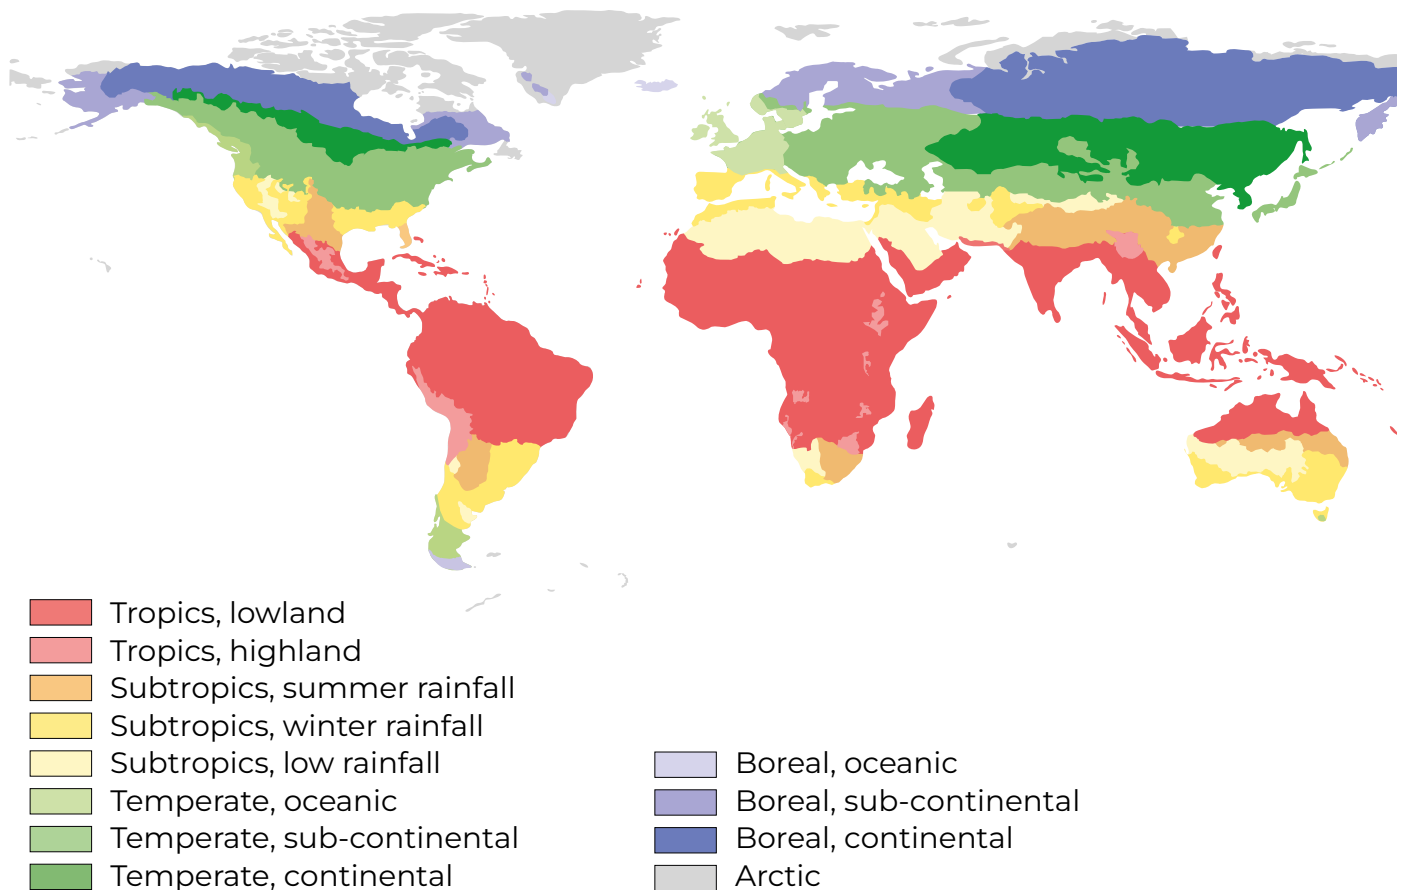 Tropics, lowland
Tropics, highland
Subtropics, summer rainfall
Subtropics, winter rainfall
Subtropics, low rainfall
Temperate, oceanic
Temperate, sub-continental
Temperate, continental
Boreal, oceanic
Boreal, sub-continental
Boreal, continental
Arctic